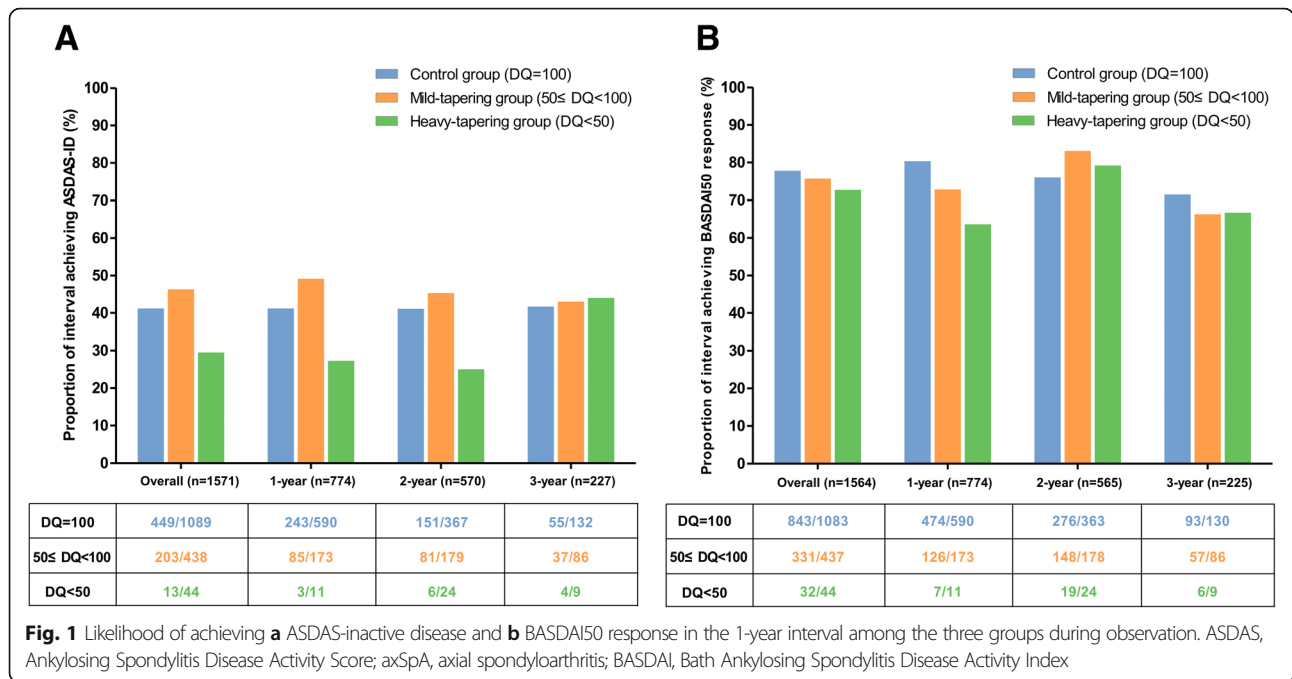 A
Control group (DQ=100)
Mild-tapering group (50≤ DQ<100)
Heavy-tapering group (DQ<50)
Proportion of interval achieving ASDAS-ID (%)
100
90
80
70
60
50
40
30
20
10
0
Overall (n=1571) 1-year (n=774) 2-year (n=570) 3-year (n=227)
DQ=100 449/1089 243/590 151/367 55/132
50≤ DQ<100 203/438 85/173 81/179 37/86
DQ<50 13/44 3/11 6/24 4/9
B
Control group (DQ=100)
Mild-tapering group (50≤ DQ<100)
Heavy-tapering group (DQ<50)
Proportion of interval achieving BASDAI50 response (%)
100
90
80
70
60
50
40
30
20
10
0
Overall (n=1564) 1-year (n=774) 2-year (n=565) 3-year (n=225)
DQ=100 843/1083 474/590 276/363 93/130
50≤ DQ<100 331/437 126/173 148/178 57/86
DQ<50 32/44 7/11 19/24 6/9
Fig. 1 Likelihood of achieving a ASDAS-inactive disease and b BASDAI50 response in the 1-year interval among the three groups during observation. ASDAS,
Ankylosing Spondylitis Disease Activity Score; axSpA, axial spondyloarthritis; BASDAI, Bath Ankylosing Spondylitis Disease Activity Index